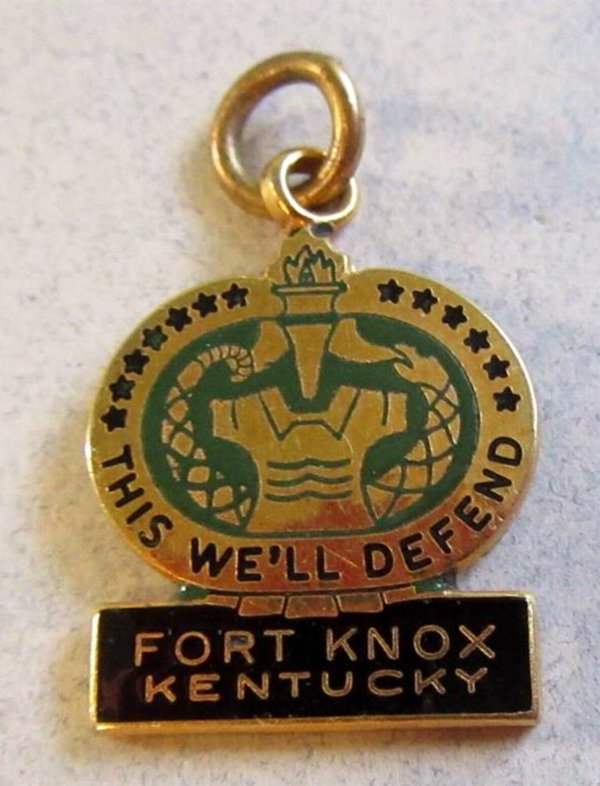 THIS WE'LL DEFEND
FORT KNOX
KENTUCKY